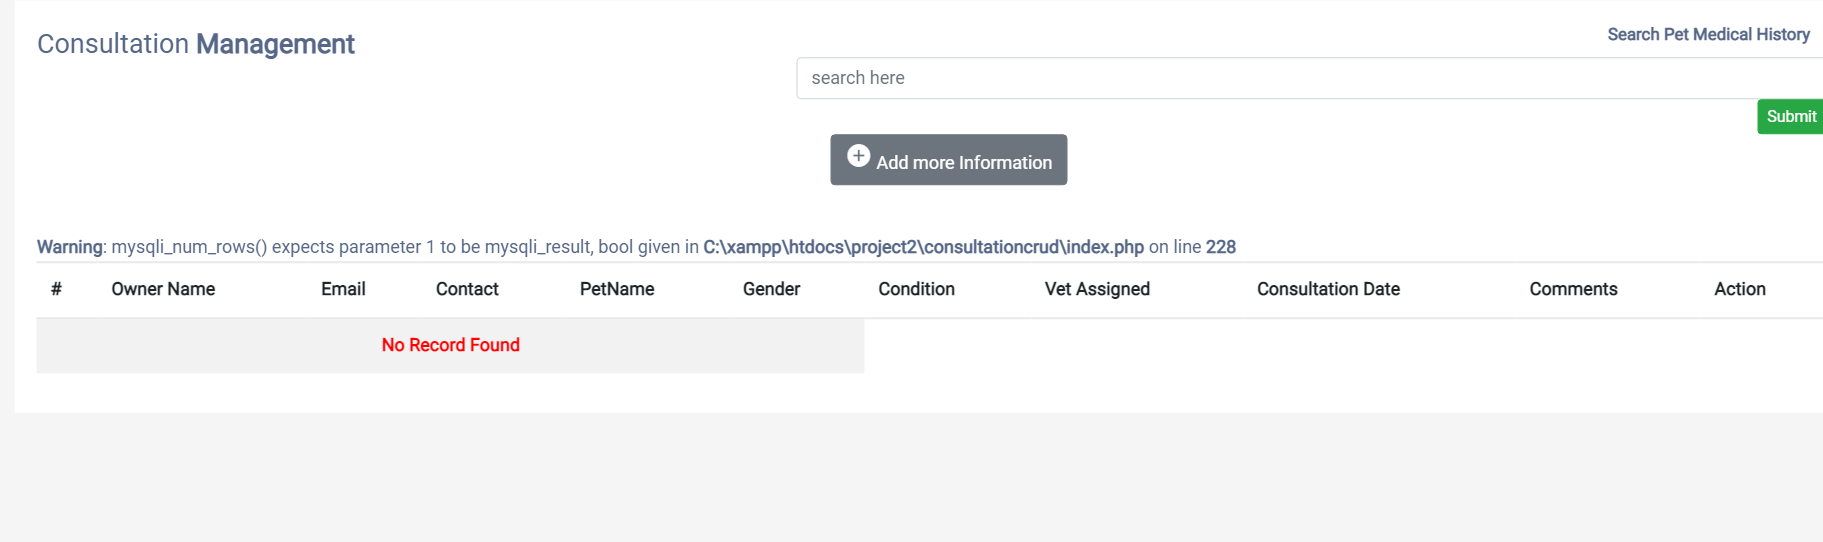 Consultation Management
Search Pet Medical History
search here
Submit
Add more Information
Warning: mysqli_num_rows() expects parameter 1 to be mysqli_result, bool given in C:\xampp\htdocs\project2\consultationcrud\index.php on line 228
# Owner Name Email Contact PetName Gender Condition Vet Assigned Consultation Date Comments Action
No Record Found